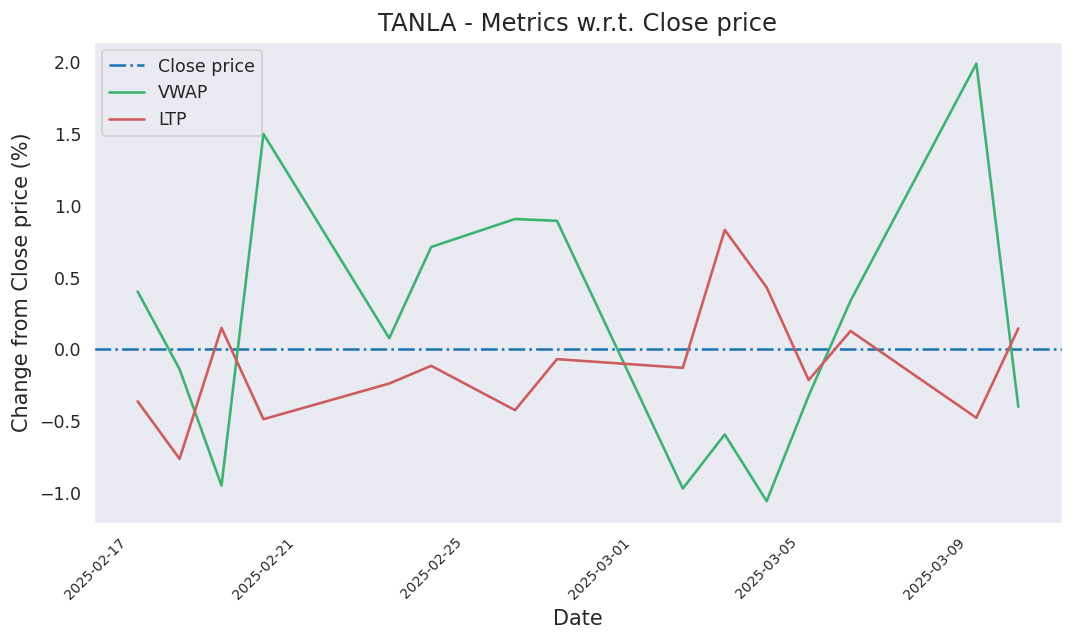 TANLA - Metrics w.r.t. Close price
Close price
VWAP
LTP
Change from Close price (%)
2.0
1.5
1.0
0.5
0.0
−0.5
−1.0
2025-02-17
2025-02-21
2025-02-25
2025-03-01
2025-03-05
2025-03-09
Date